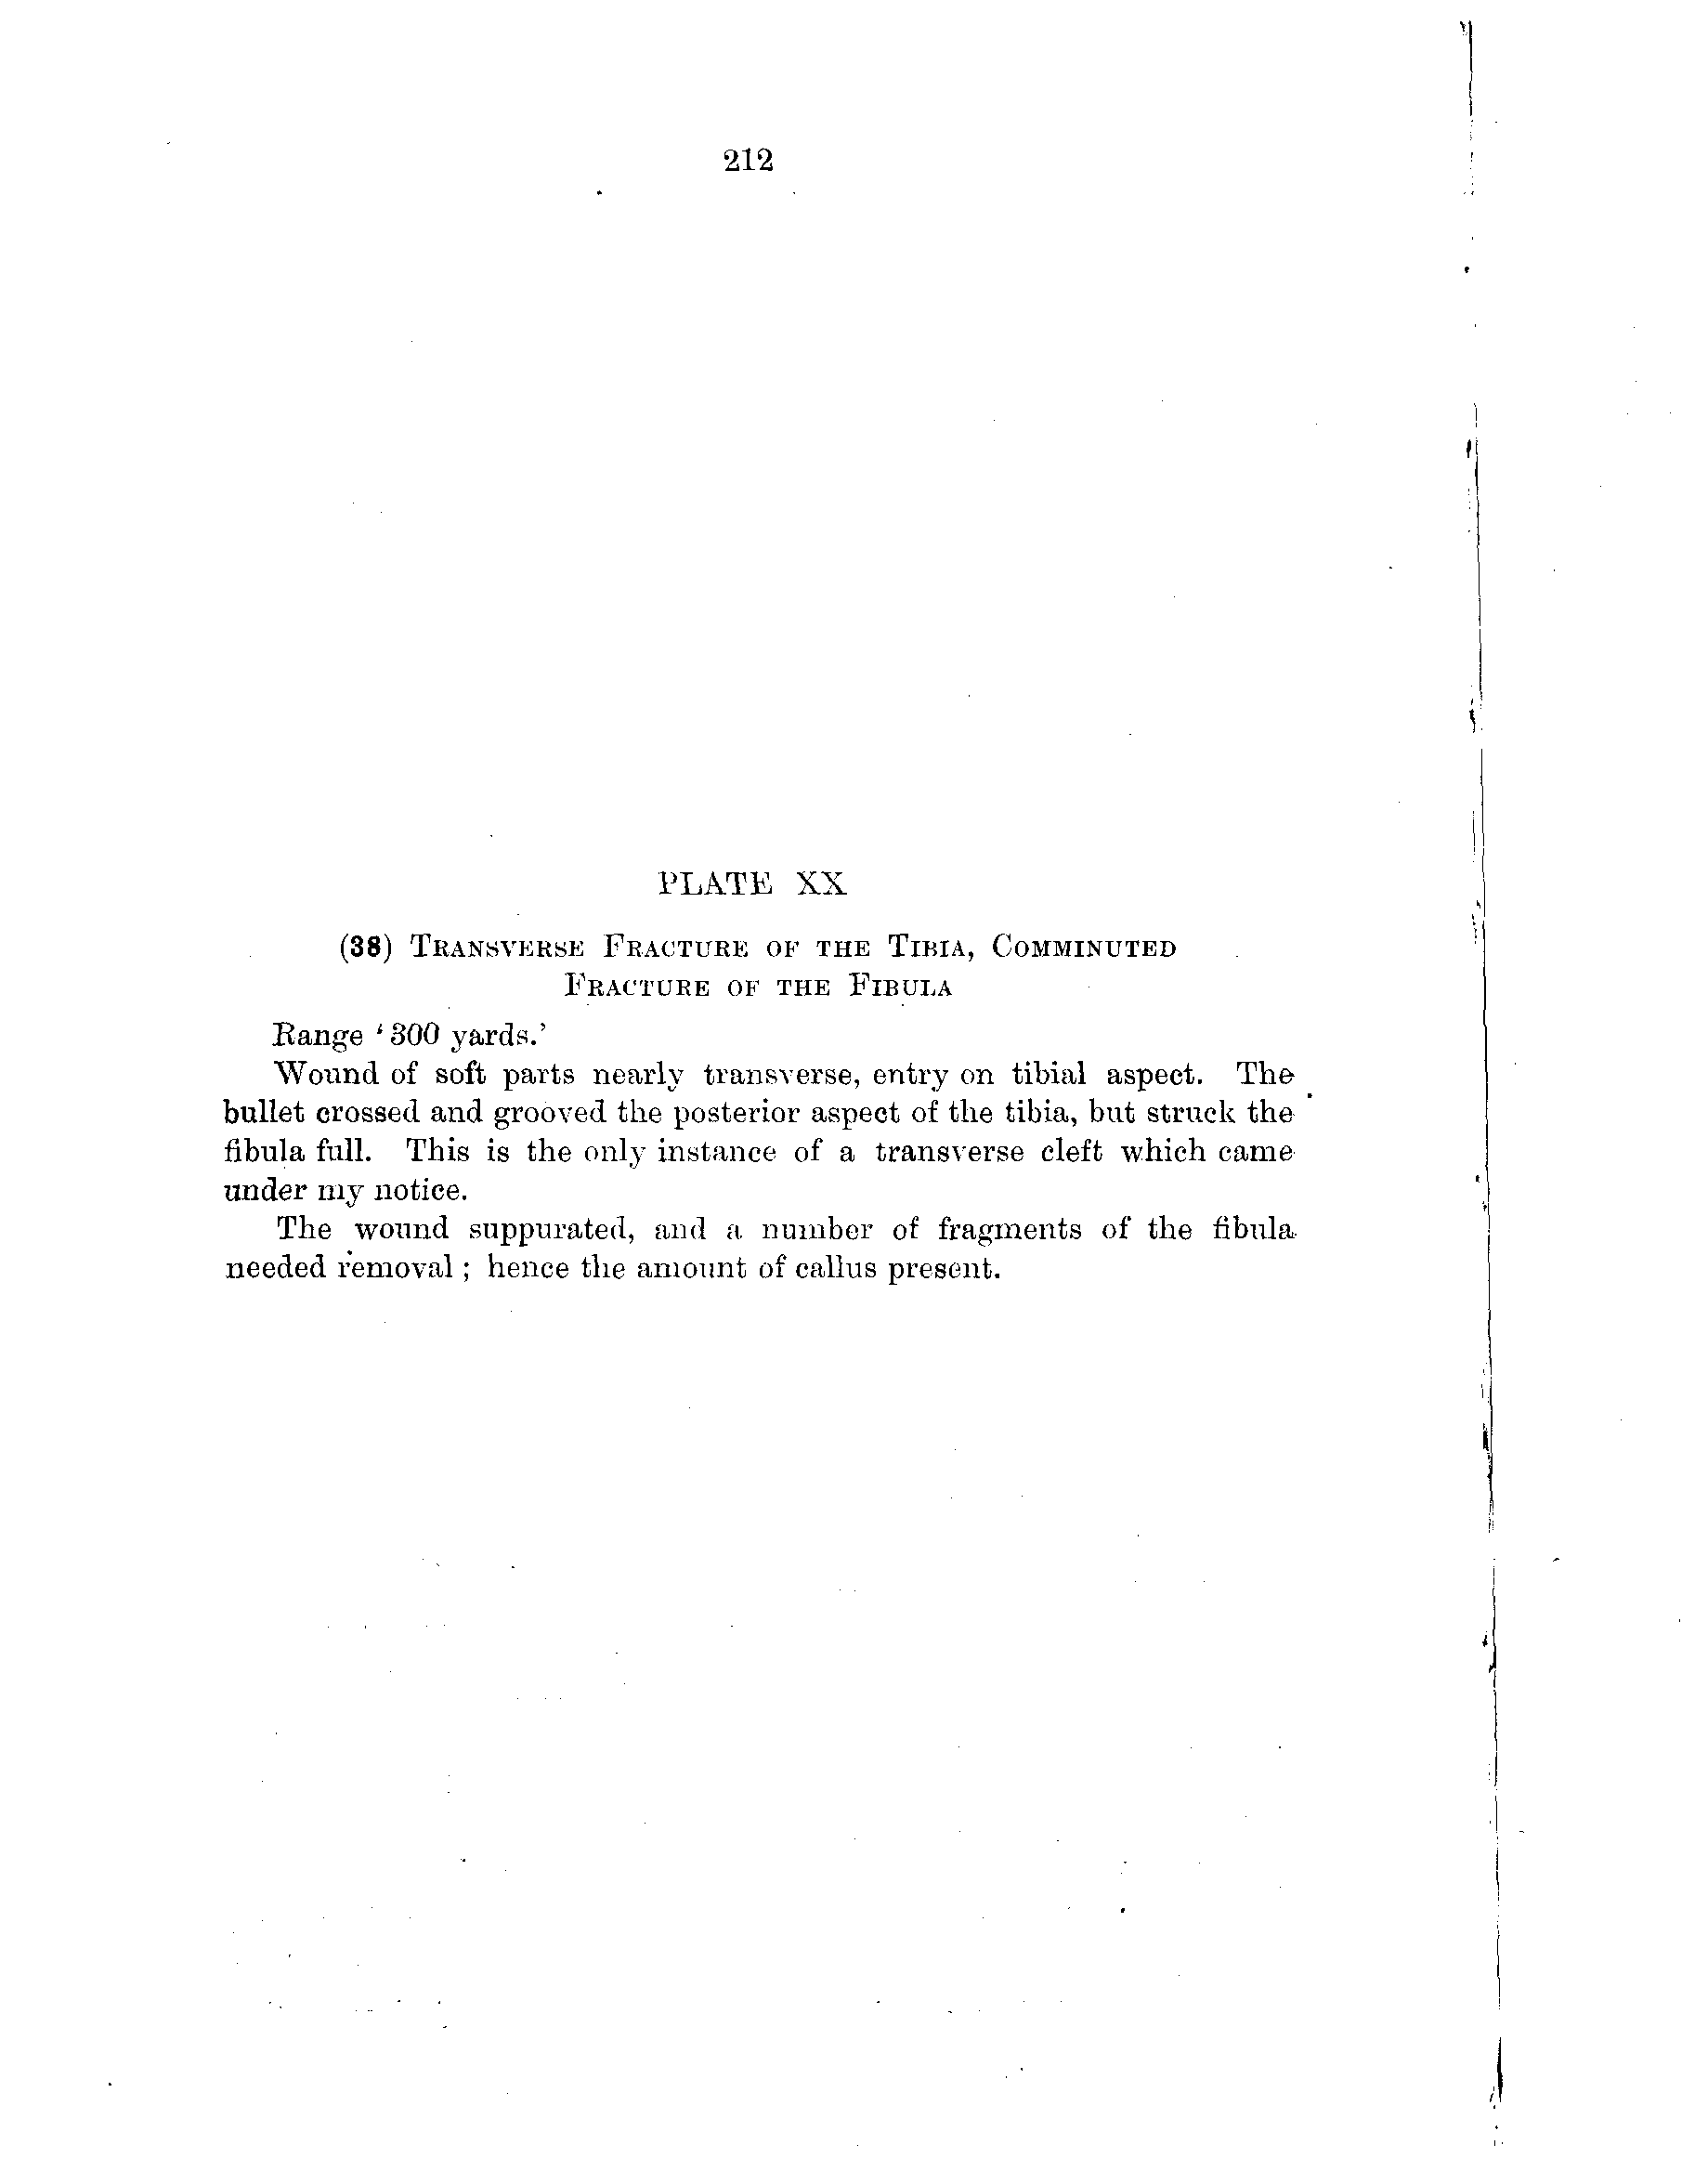 212
PLATE XX
(38) TRANSVERSE FRACTURE OF THE TIBIA, COMMINUTED
FRACTURE OF THE FIBULA
Range ‘300 yards.’
Wound of soft parts nearly transverse, entry on tibial aspect. The
bullet crossed and grooved the posterior aspect of the tibia, but struck the
fibula full. This is the only instance of a transverse cleft which came
under my notice.
The wound suppurated, and a number of fragments of the fibula
needed removal ; hence the amount of callus present.